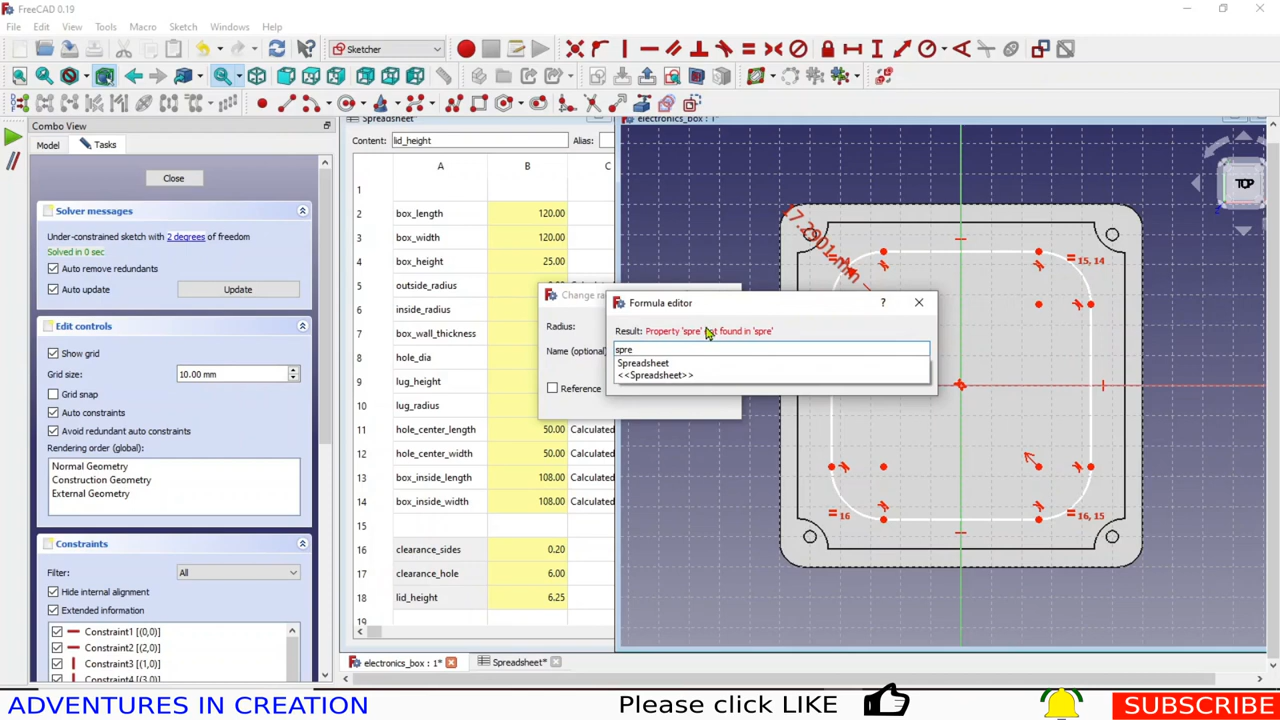 FreeCAD 0.19
File Edit View Tools Macro Sketch Windows Help
Sketcher
Combo View
Model Tasks
Close
Solver messages
Under-constrained sketch with 2 degrees of freedom
Solved in 0 sec
Auto remove redundants
Auto update Update
Edit controls
Show grid
Grid size: 10.00 mm
Grid snap
Auto constraints
Avoid redundant auto constraints
Rendering order (global):
Normal Geometry
Construction Geometry
External Geometry
Constraints
Filter: All
Hide internal alignment
Extended information
Constraint1 [(0,0)]
Constraint2 [(2,0)]
Constraint3 [(1,0)]
Constraint4 [(3,0)]
Spreadsheet*
Content: lid_height Alias:
A B C
1
2 box_length 120.00
3 box_width 120.00
4 box_height 25.00
5 outside_radius
6 inside_radius
7 box_wall_thickness
8 hole_dia
9 lug_height
10 lug_radius
11 hole_center_length 50.00 Calculated
12 hole_center_width 50.00 Calculated
13 box_inside_length 108.00 Calculated
14 box_inside_width 108.00 Calculated
15
16 clearance_sides 0.20
17 clearance_hole 6.00
18 lid_height 6.25
19
electronics_box : 1*
TOP
17.2901 mm
15, 14
16
16, 15
Change ra
Radius:
Name (optional)
Reference
Formula editor
?
Result: Property 'spre' not found in 'spre'
spre
Spreadsheet
<<Spreadsheet>>
electronics_box : 1* Spreadsheet*
ADVENTURES IN CREATION
Please click LIKE
SUBSCRIBE